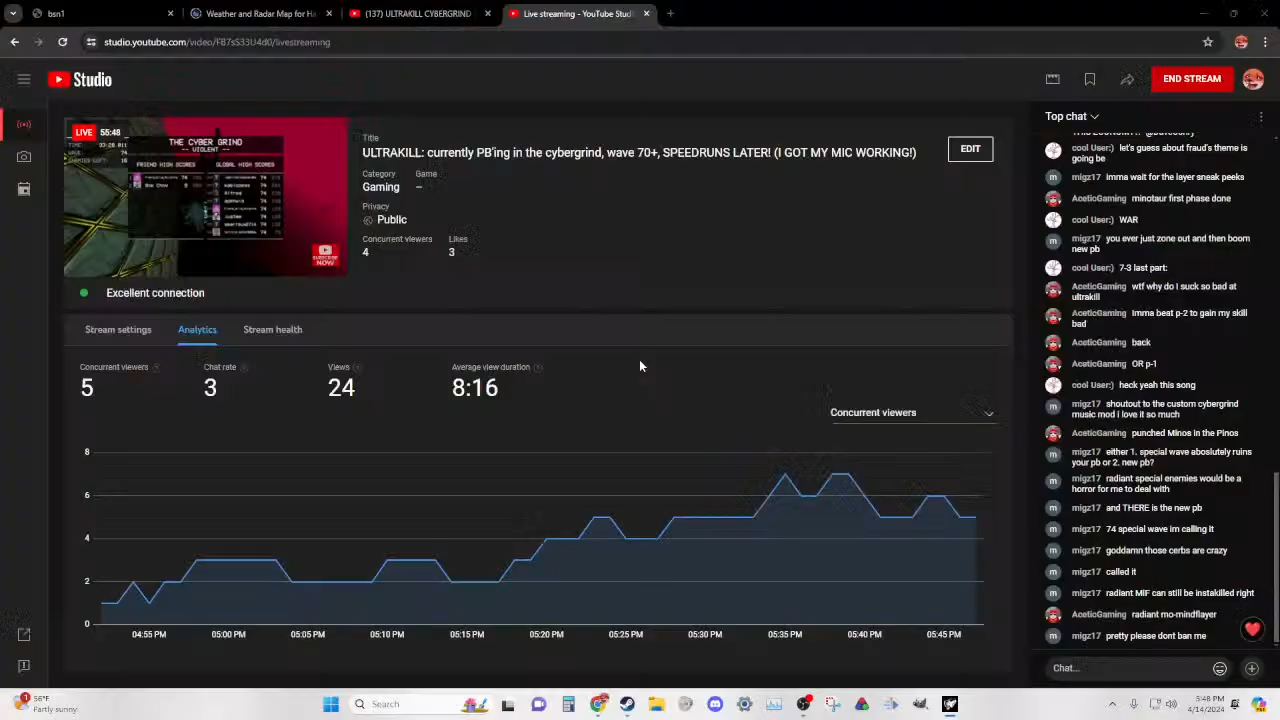 bsn1
Weather and Radar Map for Ha
(137) ULTRAKILL CYBERGRIND
Live streaming - YouTube Stud
studio.youtube.com/video/FB7sS33U4d0/livestreaming
Studio
END STREAM
LIVE 55:48
THE CYBER GRIND
-- VIOLENT --
FRIEND HIGH SCORES
GLOBAL HIGH SCORES
SUBSCRIBE
NOW
Title
ULTRAKILL: currently PB'ing in the cybergrind, wave 70+, SPEEDRUNS LATER (I GOT MY MIC WORKING!)
EDIT
Category
Game
Gaming
–
Privacy
Public
Concurrent viewers
Likes
4
3
Excellent connection
Stream settings
Analytics
Stream health
Concurrent viewers
Chat rate
Views
Average view duration
5
3
24
8:16
Concurrent viewers
8
6
4
2
0
04:55 PM
05:00 PM
05:05 PM
05:10 PM
05:15 PM
05:20 PM
05:25 PM
05:30 PM
05:35 PM
05:40 PM
05:45 PM
Top chat
cool User:) let's guess about fraud's theme is
going be
migz17 imma wait for the layer sneak peeks
AceticGaming minotaur first phase done
cool User:) WAR
migz17 you ever just zone out and then boom
new pb
cool User:) 7-3 last part:
AceticGaming wtf why do I suck so bad at
ultrakill
AceticGaming Imma best p-2 to gain my skill
bad
AceticGaming back
AceticGaming OR p-1
cool User:) heck yeah this song
migz17 shoutout to the custom cybergrind
music mod i love it so much
AceticGaming punched Minos in the Pinos
migz17 either 1. special wave aboslutely ruins
your pb or 2. new pb?
migz17 radiant special enemies would be a
horror for me to deal with
migz17 and THERE is the new pb
migz17 74 special wave im calling it
migz17 goddamn those cerbs are crazy
migz17 called it
migz17 radiant MIF can still be instakilled right
AceticGaming radiant mo-mindflayer
migz17 pretty please dont ban me
Chat...
1
56°F
Partly sunny
Search
3:48 PM
4/14/2024